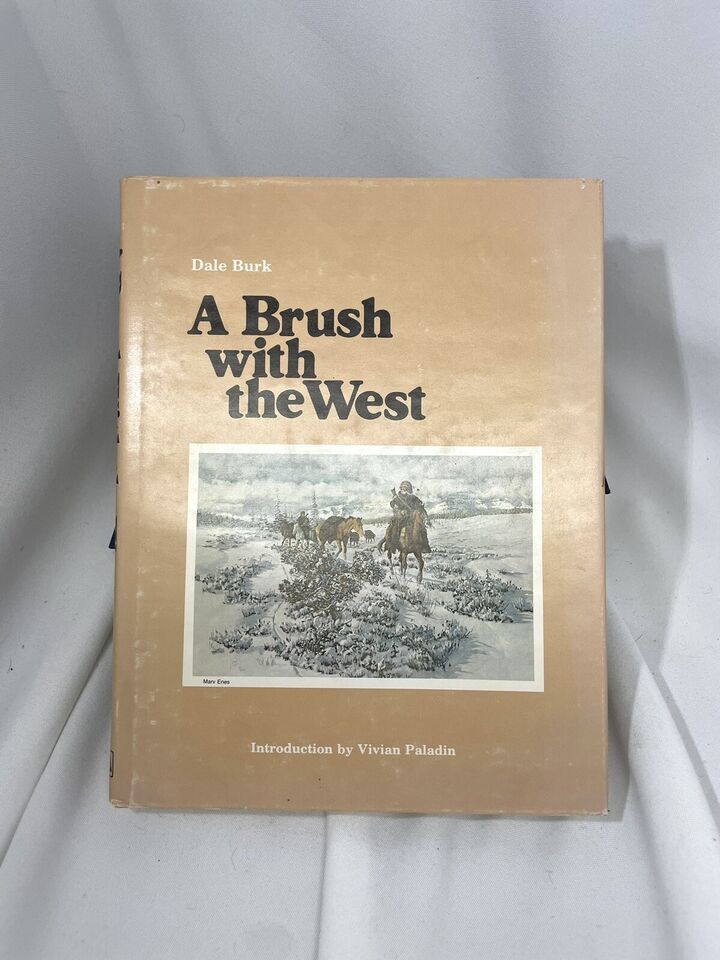 Dale Burk
A Brush
with
the West
Marv Enes
Introduction by Vivian Paladin